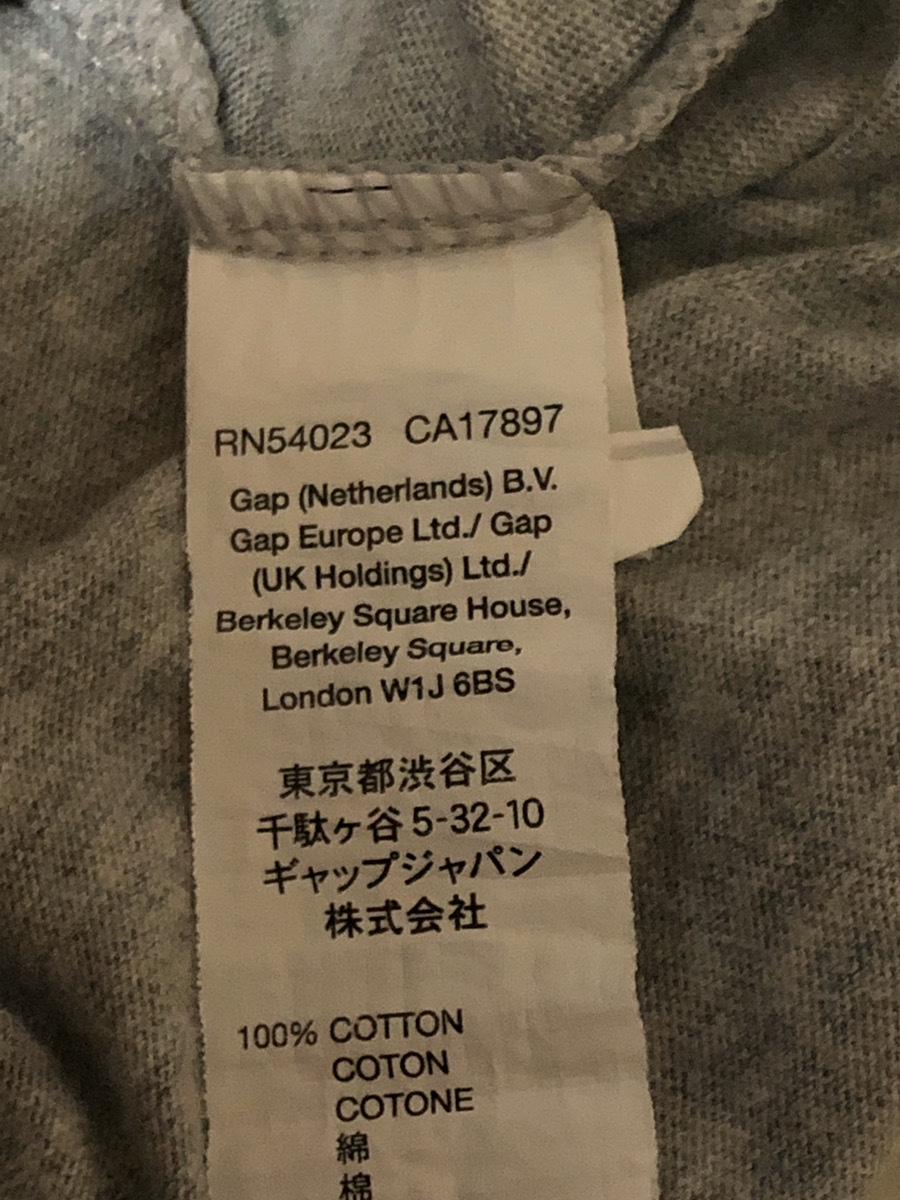 RN54023 CA17897
Gap (Netherlands) B.V.
Gap Europe Ltd./ Gap
(UK Holdings) Ltd./
Berkeley Square House,
Berkeley Square,
London W1J 6BS
東京都渋谷区
千駄ヶ谷5-32-10
ギャップジャパン
株式会社
100% COTTON
COTON
COTONE
綿
棉